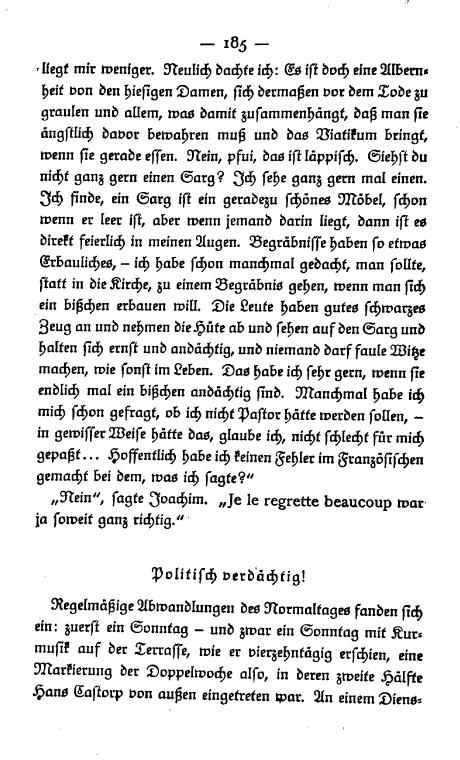 — 185 —
liegt mir weniger. Neulich dachte ich: Es ist doch eine Albern-
heit von den hiesigen Damen, sich dermaßen vor dem Tode zu
graulen und allem, was damit zusammenhängt, daß man sie
ängstlich davor bewahren muß und das Viatikum bringt,
wenn sie gerade essen. Nein, pfui, das ist läppisch. Siehst du
nicht ganz gern einen Sarg? Ich sehe ganz gern mal einen.
Ich finde, ein Sarg ist ein geradezu schönes Möbel, schon
wenn er leer ist, aber wenn jemand darin liegt, dann ist es
direkt feierlich in meinen Augen. Begräbnisse haben so etwas
Erbauliches, – ich habe schon manchmal gedacht, man sollte,
statt in die Kirche, zu einem Begräbnis gehen, wenn man sich
ein bißchen erbauen will. Die Leute haben gutes schwarzes
Zeug an und nehmen die Hüte ab und sehen auf den Sarg und
halten sich ernst und andächtig, und niemand darf faule Witze
machen, wie sonst im Leben. Das habe ich sehr gern, wenn sie
endlich mal ein bißchen andächtig sind. Manchmal habe ich
mich schon gefragt, ob ich nicht Pastor hätte werden sollen, –
in gewisser Weise hätte das, glaube ich, nicht schlecht für mich
gepaßt... Hoffentlich habe ich keinen Fehler im Französischen
gemacht bei dem, was ich sagte?“
„Nein“, sagte Joachim. „Je le regrette beaucoup war
ja soweit ganz richtig.“
Politisch verdächtig!
Regelmäßige Abwandlungen des Normaltages fanden sich
ein: zuerst ein Sonntag – und zwar ein Sonntag mit Kur-
musik auf der Terrasse, wie er vierzehntägig erschien, eine
Markierung der Doppelwoche also, in deren zweite Hälfte
Hans Castorp von außen eingetreten war. An einem Diens-